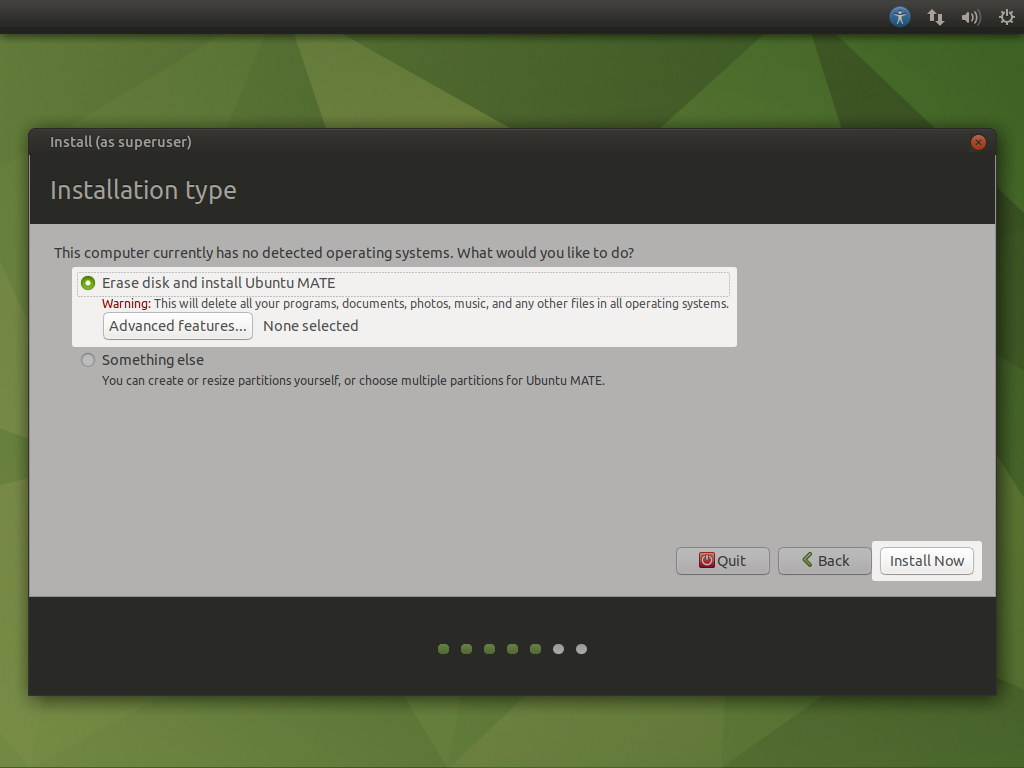 Install (as superuser)
Installation type
This computer currently has no detected operating systems. What would you like to do?
Erase disk and install Ubuntu MATE
Warning: This will delete all your programs, documents, photos, music, and any other files in all operating systems.
Advanced features... None selected
Something else
You can create or resize partitions yourself, or choose multiple partitions for Ubuntu MATE.
Quit Back Install Now